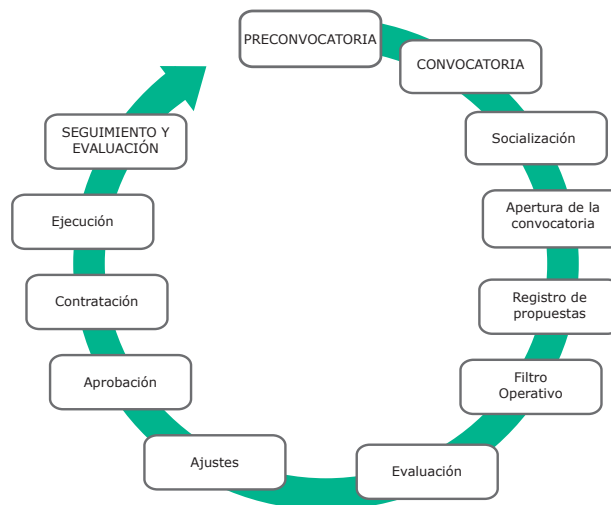 PRECONVOCATORIA
CONVOCATORIA
Socialización
Apertura de la
convocatoria
Registro de
propuestas
Filtro
Operativo
Evaluación
Ajustes
Aprobación
Contratación
Ejecución
SEGUIMIENTO Y
EVALUACIÓN